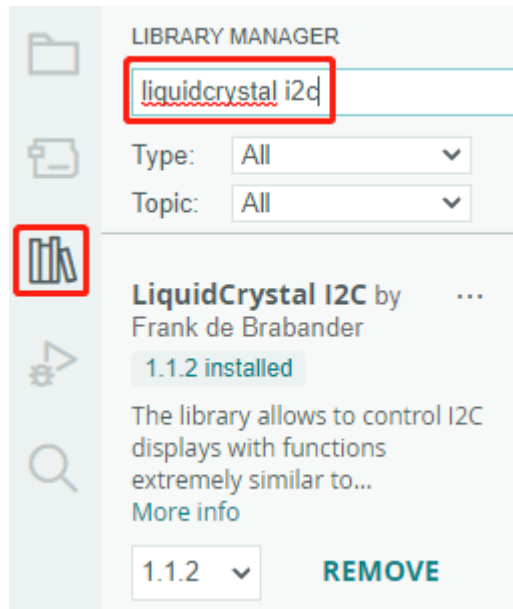 LIBRARY MANAGER
liquidcrystal i2c
Type: All
Topic: All
LiquidCrystal I2C by ...
Frank de Brabander
1.1.2 installed
The library allows to control I2C
displays with functions
extremely similar to...
More info
1.1.2 REMOVE